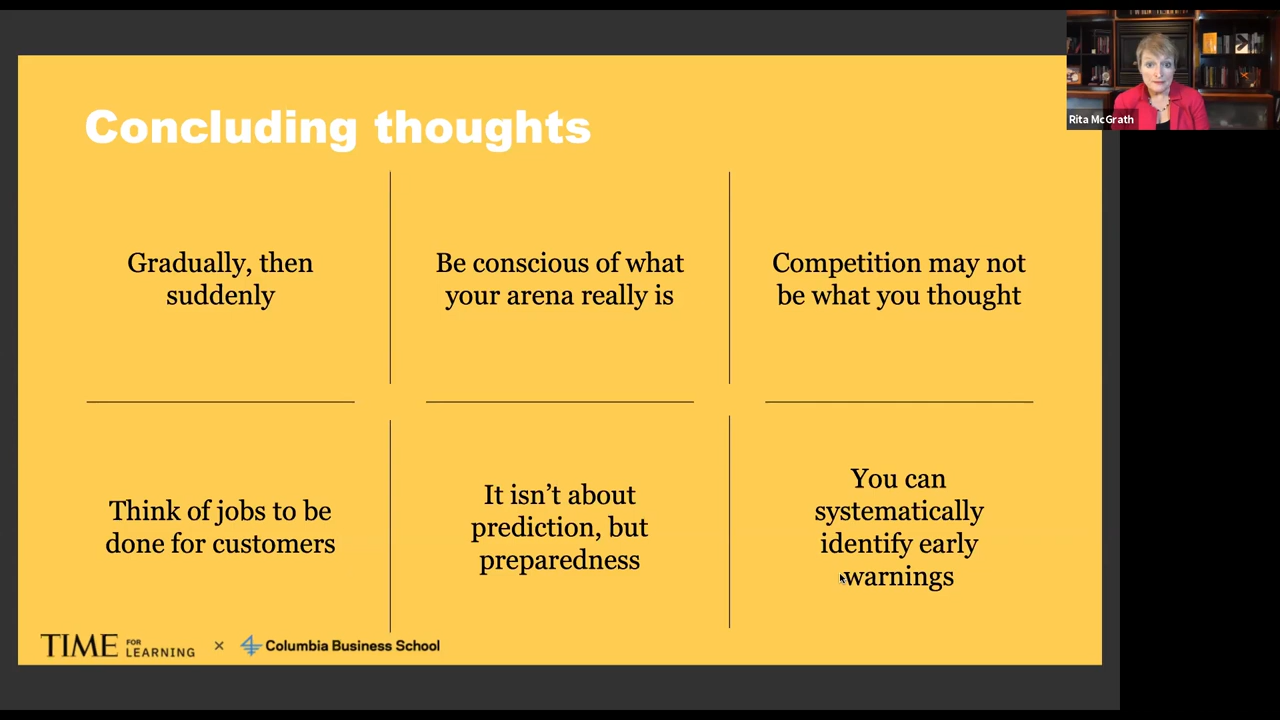 Concluding thoughts
Rita McGrath
Gradually, then
suddenly
Be conscious of what
your arena really is
Competition may not
be what you thought
Think of jobs to be
done for customers
It isn’t about
prediction, but
preparedness
You can
systematically
identify early
warnings
TIME FOR LEARNING × Columbia Business School